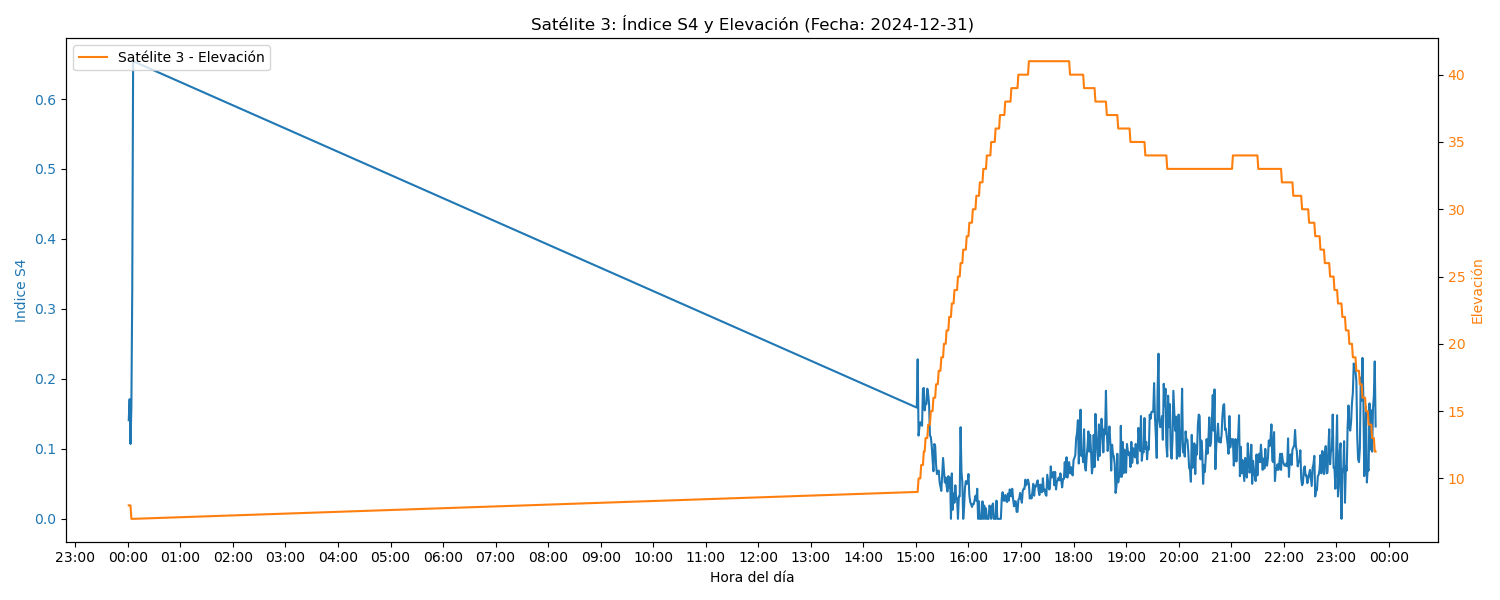 Satélite 3: Índice S4 y Elevación (Fecha: 2024-12-31)
Satélite 3 - Elevación
Indice S4
0.6
0.5
0.4
0.3
0.2
0.1
0.0
40
35
30
25
20
15
10
Elevación
23:00 00:00 01:00 02:00 03:00 04:00 05:00 06:00 07:00 08:00 09:00 10:00 11:00 12:00 13:00 14:00 15:00 16:00 17:00 18:00 19:00 20:00 21:00 22:00 23:00 00:00
Hora del día